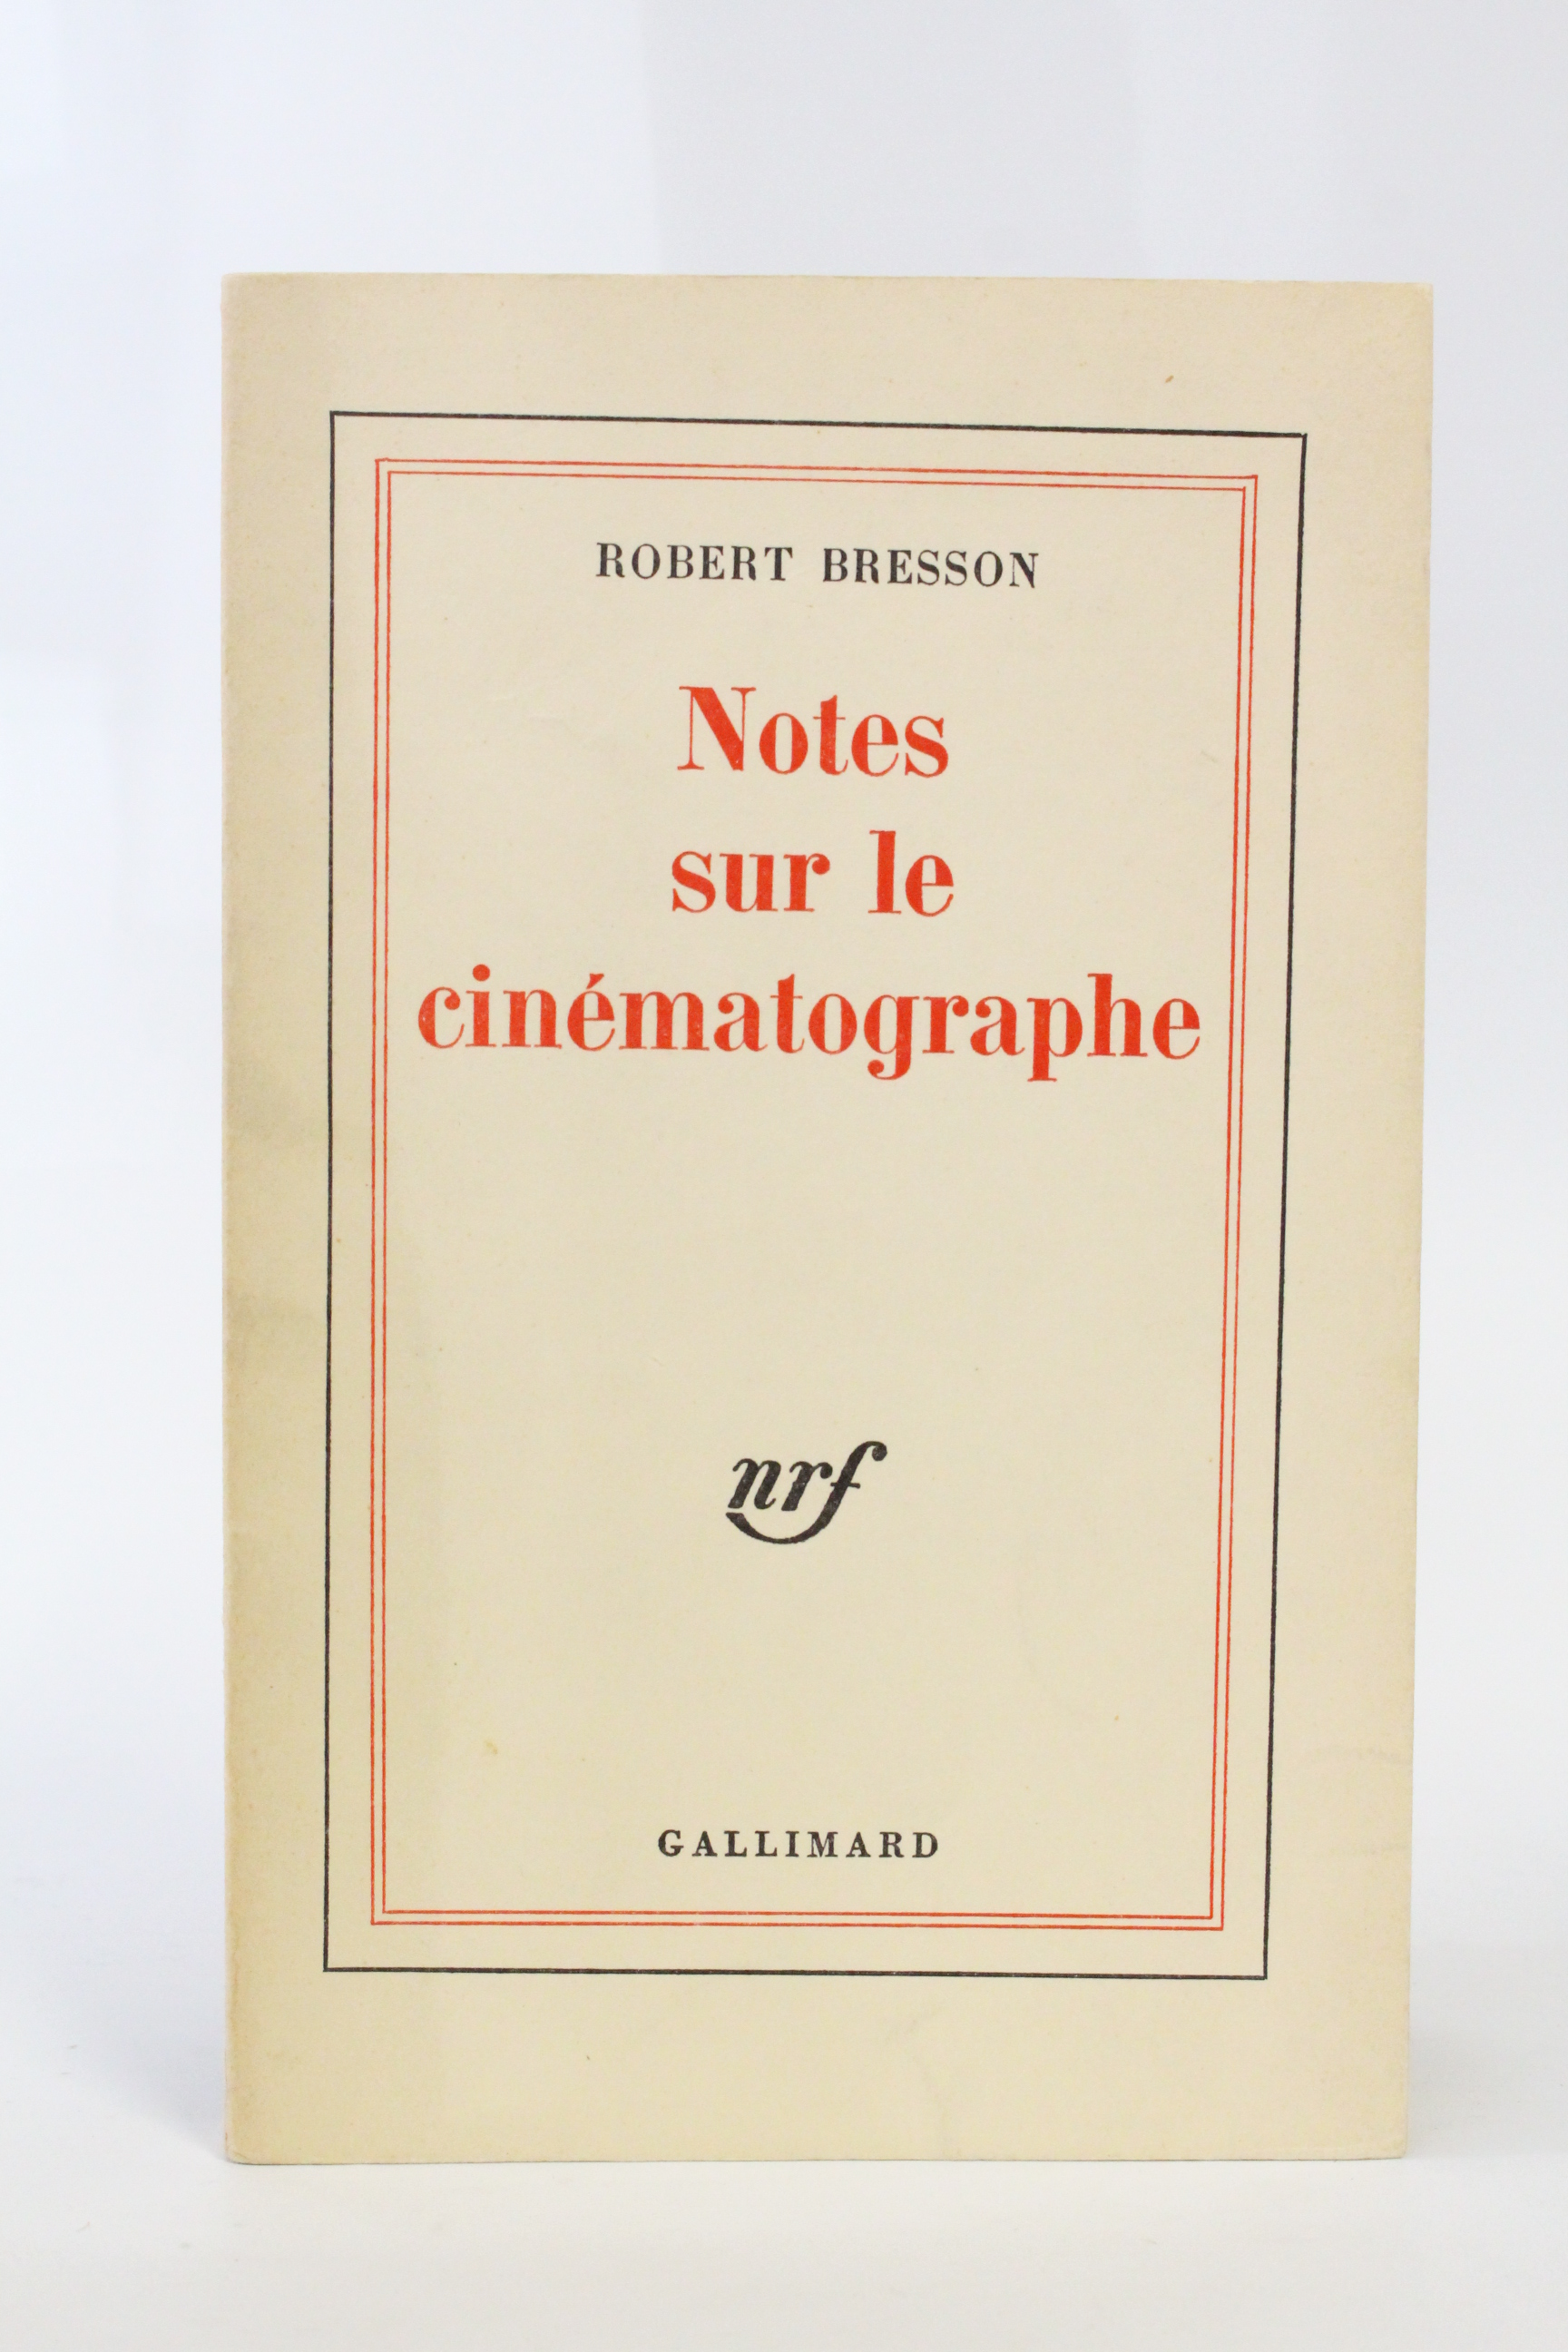 ROBERT BRESSON
Notes
sur le
cinématographe
nrf
GALLIMARD